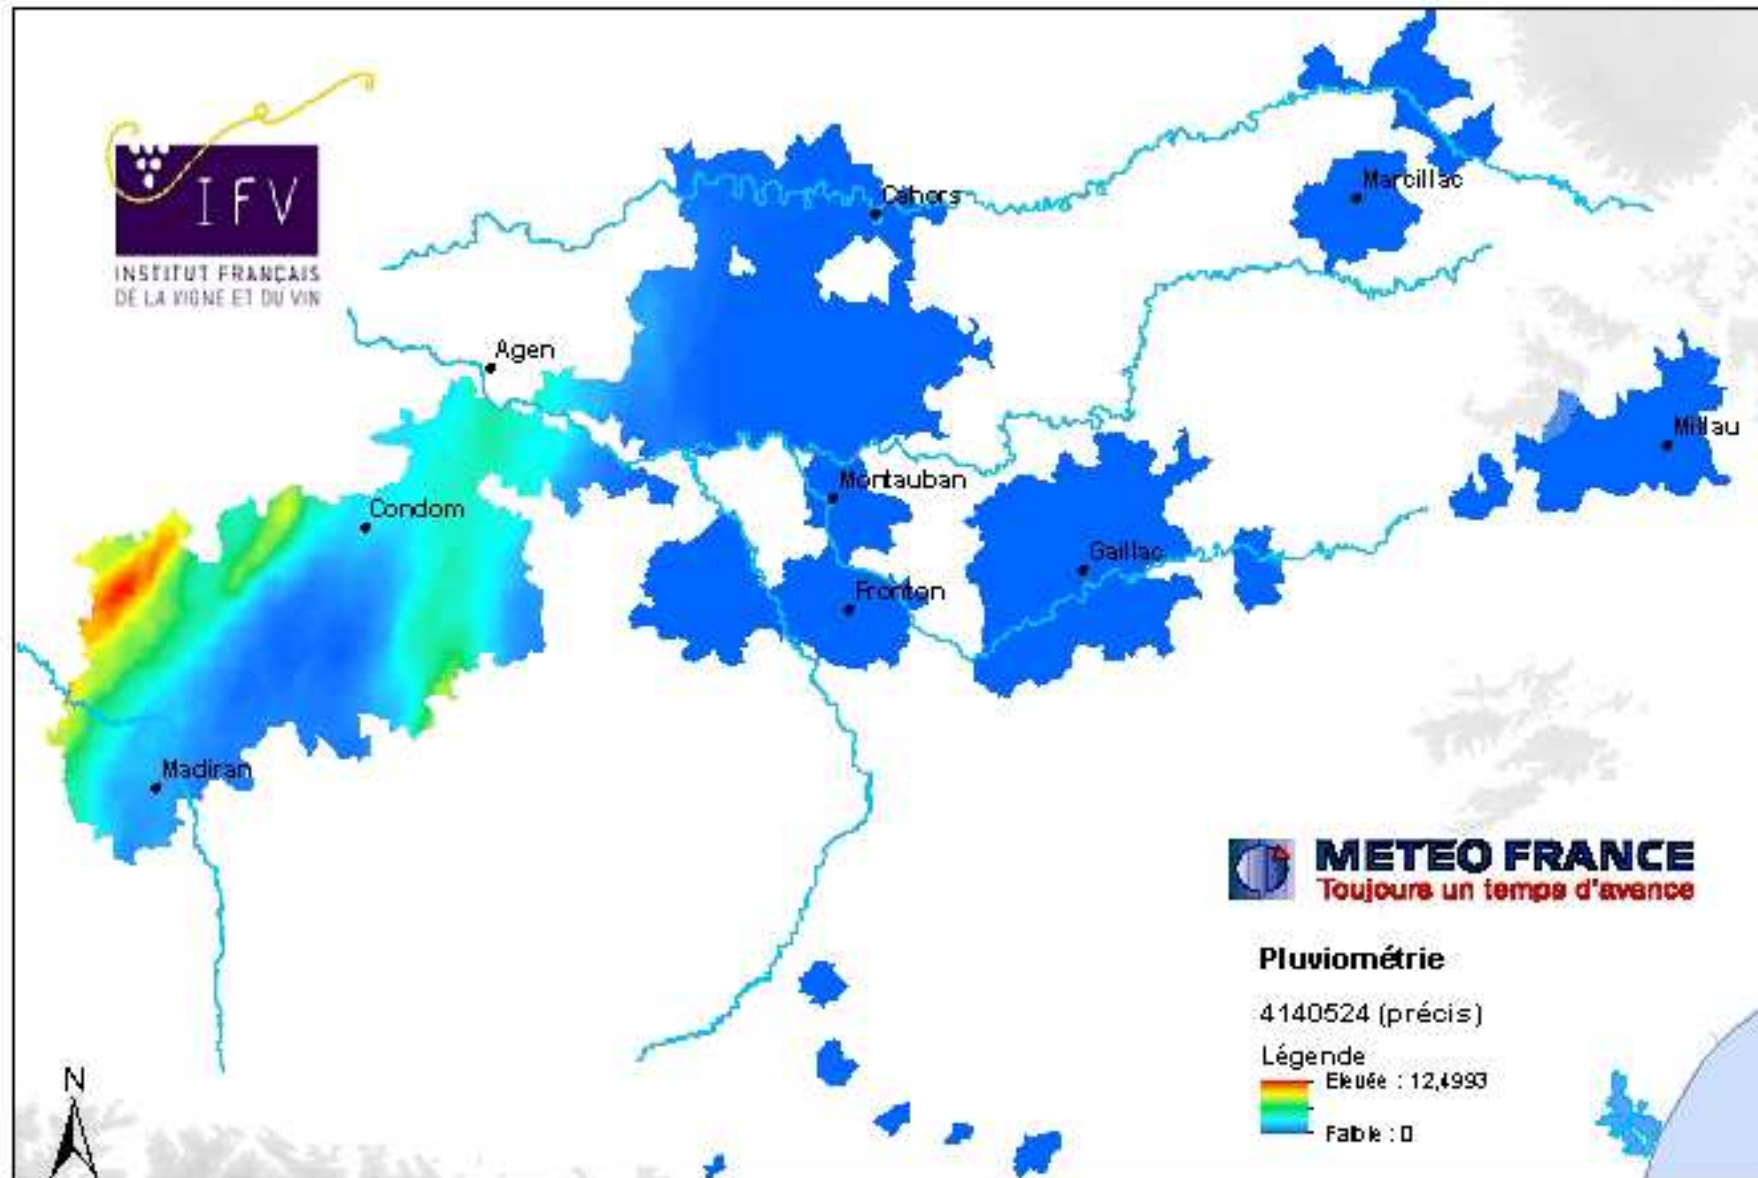 IFV
INSTITUT FRANÇAIS
DE LA VIGNE ET DU VIN
Cahors
Marcillac
Agen
Millau
Montauban
Condom
Gaillac
Fronton
Madiran
METEO FRANCE
Toujours un temps d'avance
Pluviométrie
4140524 (précis)
Légende
Elevée : 12,4993
Faible : 0
N